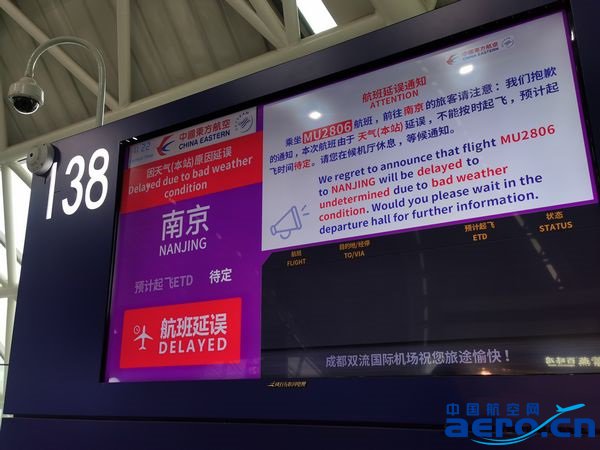 138
中國東方航空
CHINA EASTERN
因天气(本站)原因延误
Delayed due to bad weather
condition
南京
NANJING
预计起飞ETD 待定
航班延误
DELAYED
中國東方航空
CHINA EASTERN
航班延误通知
ATTENTION
乘坐MU2806航班，前往南京的旅客请注意：我们抱歉
的通知，本次航班由于天气(本站)延误，不能按时起飞，预计起
飞时间待定。请您在候机厅休息，等候通知。
We regret to announce that flight MU2806
to NANJING will be delayed to
undetermined due to bad weather
condition. Would you please wait in the
departure hall for further information.
航班 目的地/经停 预计起飞 状态
FLIGHT TO/VIA ETD STATUS
成都双流国际机场祝您旅途愉快！
中国航空网
aero.cn